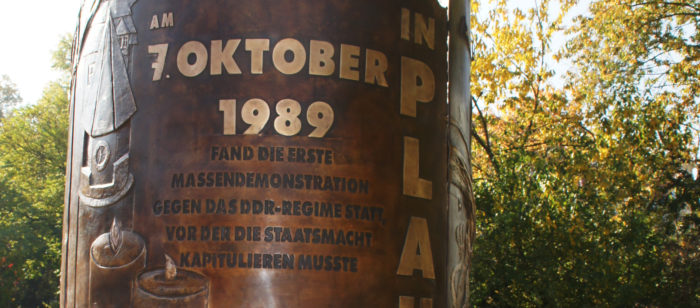 AM
7. OKTOBER
1989
FAND DIE ERSTE
MASSENDEMONSTRATION
GEGEN DAS DDR-REGIME STATT,
VOR DER DIE STAATSMACHT
KAPITULIEREN MUSSTE
IN
PLAU